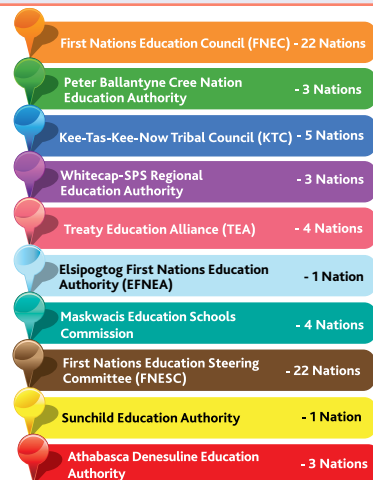 First Nations Education Council (FNEC) - 22 Nations
Peter Ballantyne Cree Nation
Education Authority - 3 Nations
Kee-Tas-Kee-Now Tribal Council (KTC) - 5 Nations
Whitecap-SPS Regional
Education Authority - 3 Nations
Treaty Education Alliance (TEA) - 4 Nations
Elsipogtog First Nations Education
Authority (EFNEA) - 1 Nation
Maskwacis Education Schools
Commission - 4 Nations
First Nations Education Steering
Committee (FNESC) - 22 Nations
Sunchild Education Authority - 1 Nation
Athabasca Denesuline Education
Authority - 3 Nations